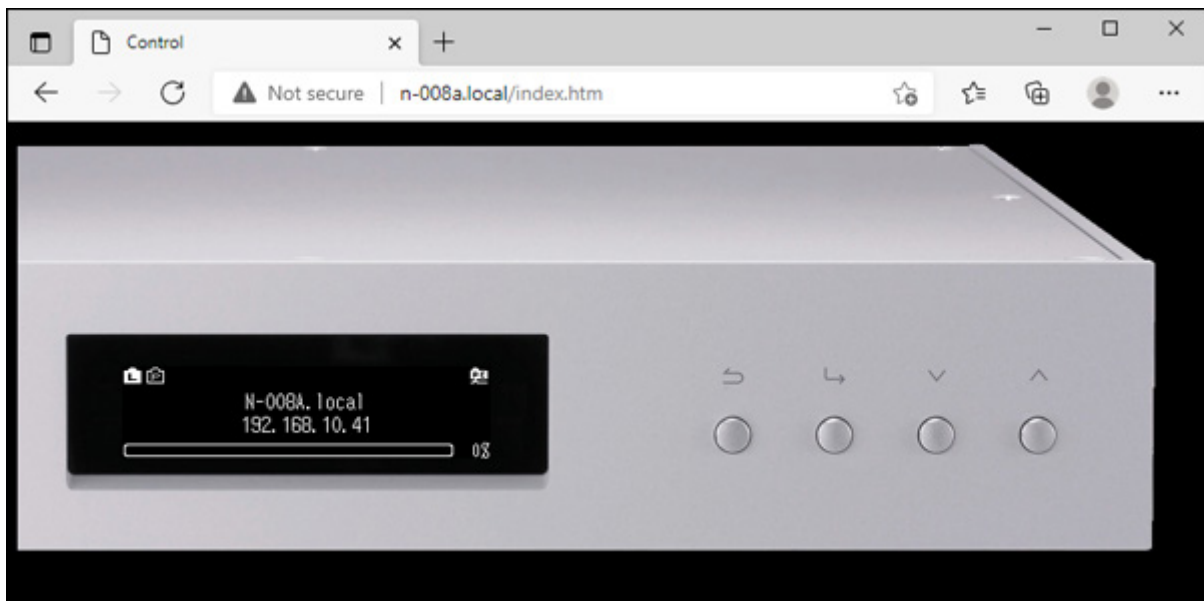 Control
Not secure | n-008a.local/index.htm
L P
N-008A.local
192.168.10.41
0%